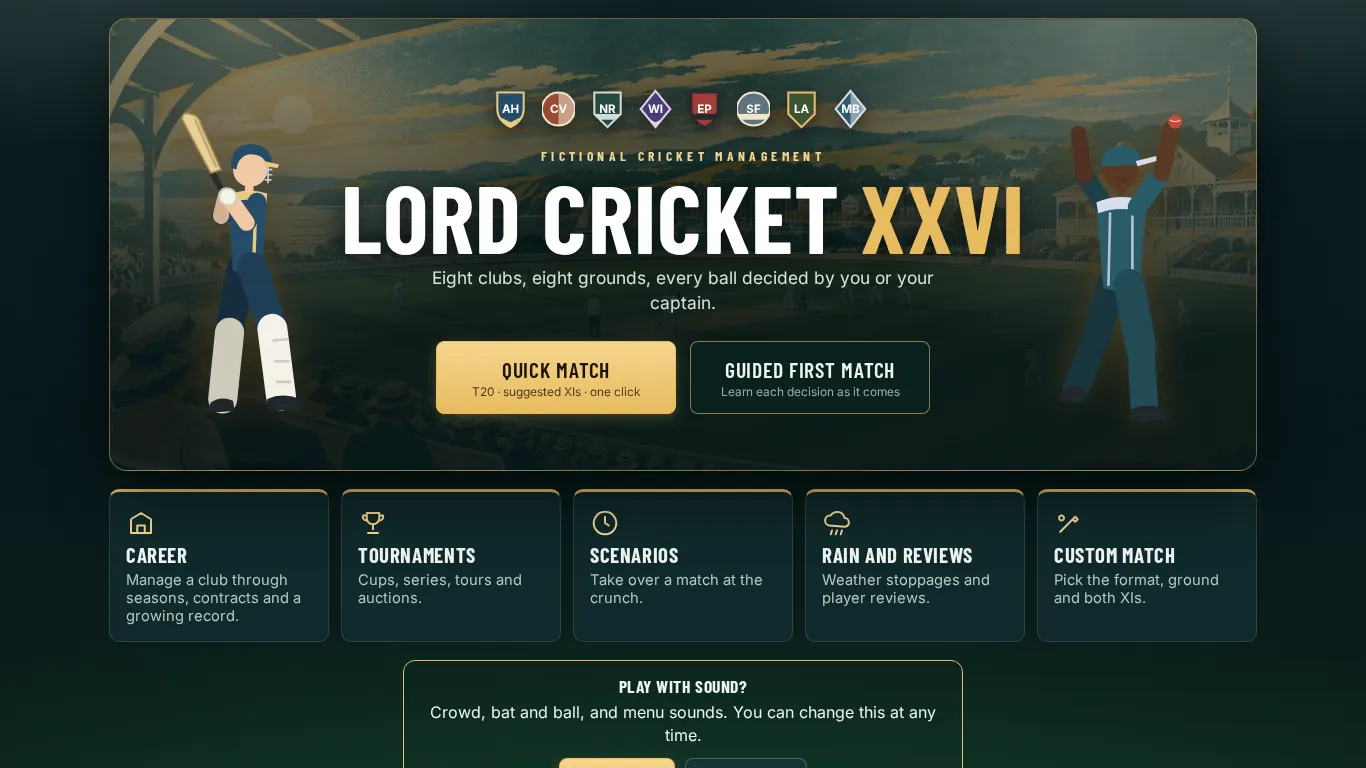 AH CV NR WI EP SF LA MB
FICTIONAL CRICKET MANAGEMENT
LORD CRICKET XXVI
Eight clubs, eight grounds, every ball decided by you or your
captain.
QUICK MATCH
T20 · suggested XIs · one click
GUIDED FIRST MATCH
Learn each decision as it comes
CAREER
Manage a club through
seasons, contracts and a
growing record.
TOURNAMENTS
Cups, series, tours and
auctions.
SCENARIOS
Take over a match at the
crunch.
RAIN AND REVIEWS
Weather stoppages and
player reviews.
CUSTOM MATCH
Pick the format, ground
and both XIs.
PLAY WITH SOUND?
Crowd, bat and ball, and menu sounds. You can change this at any
time.